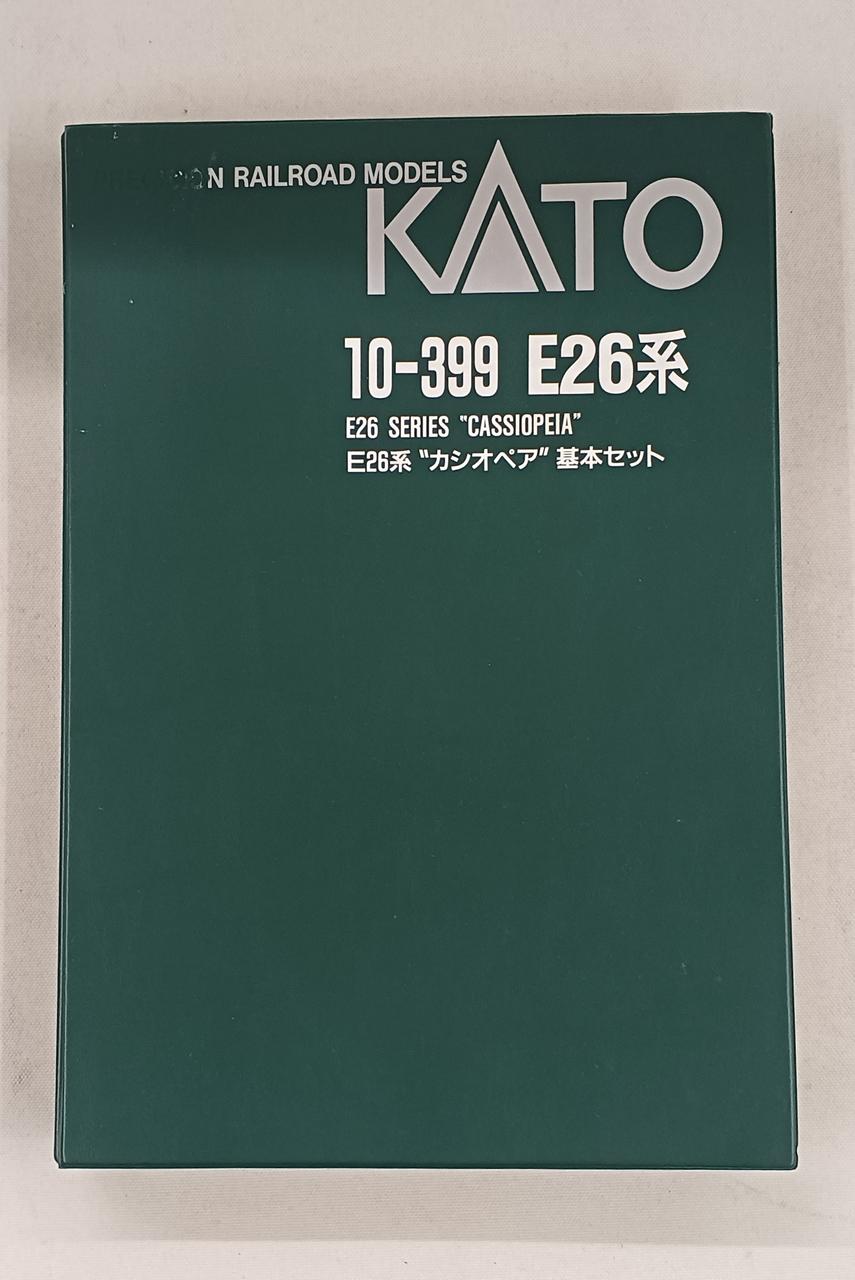 PRECISION RAILROAD MODELS
KATO
10-399 E26系
E26 SERIES "CASSIOPEIA"
E26系 "カシオペア" 基本セット